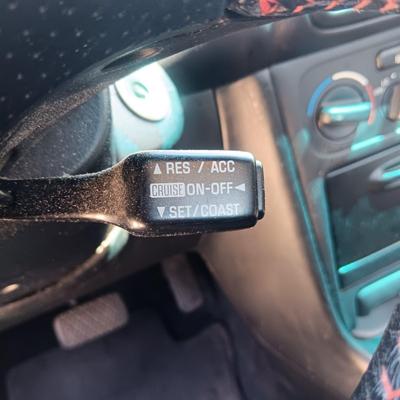 ▲ RES / ACC
CRUISE ON-OFF ◄
▼ SET/COAST